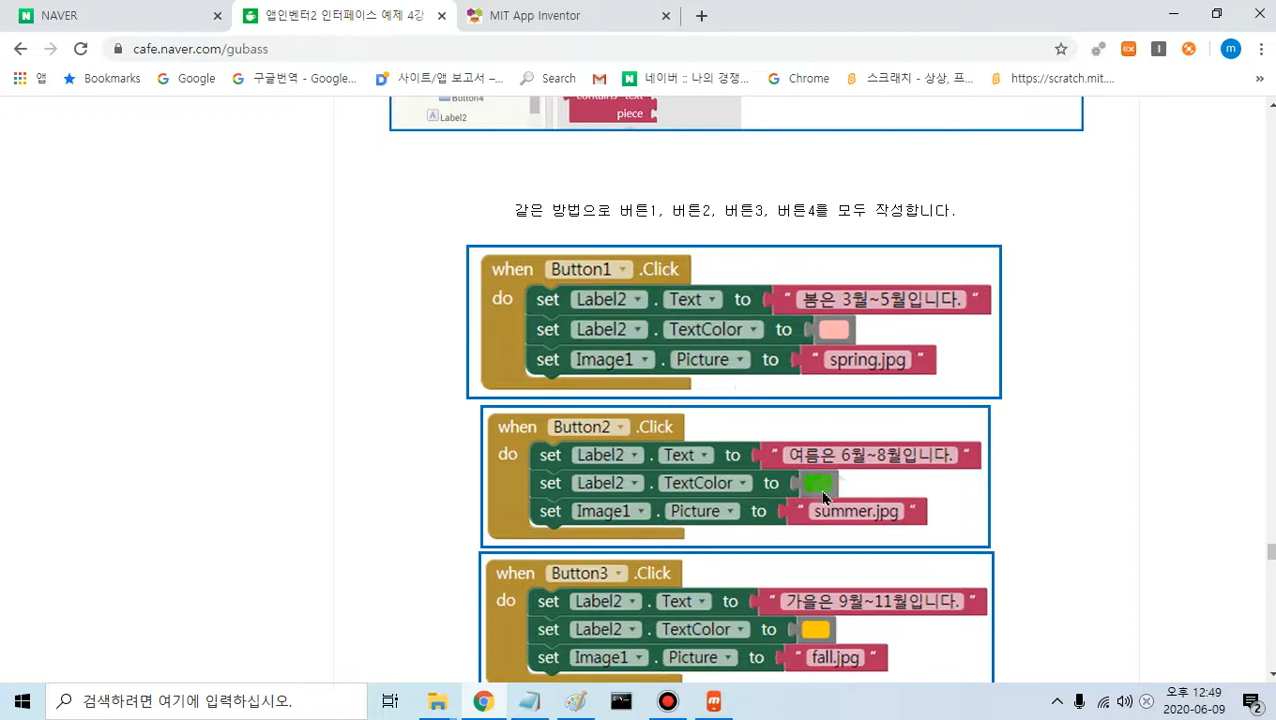 NAVER
앱인벤터2 인터페이스 예제 4강
MIT App Inventor
cafe.naver.com/gubass
m
앱
Bookmarks
Google
구글번역 - Google...
사이트/앱 보고서 –...
Search
네이버 :: 나의 경쟁...
Chrome
스크래치 - 상상, 프...
https://scratch.mit....
»
Button4
Label2
contains text
piece
같은 방법으로 버튼1, 버튼2, 버튼3, 버튼4를 모두 작성합니다.
when Button1 .Click
do set Label2 . Text to " 봄은 3월~5월입니다. "
set Label2 . TextColor to
set Image1 . Picture to " spring.jpg "
when Button2 .Click
do set Label2 . Text to " 여름은 6월~8월입니다. "
set Label2 . TextColor to
set Image1 . Picture to " summer.jpg "
when Button3 .Click
do set Label2 . Text to " 가을은 9월~11월입니다. "
set Label2 . TextColor to
set Image1 . Picture to " fall.jpg "
검색하려면 여기에 입력하십시오.
오후 12:49
2020-06-09
2